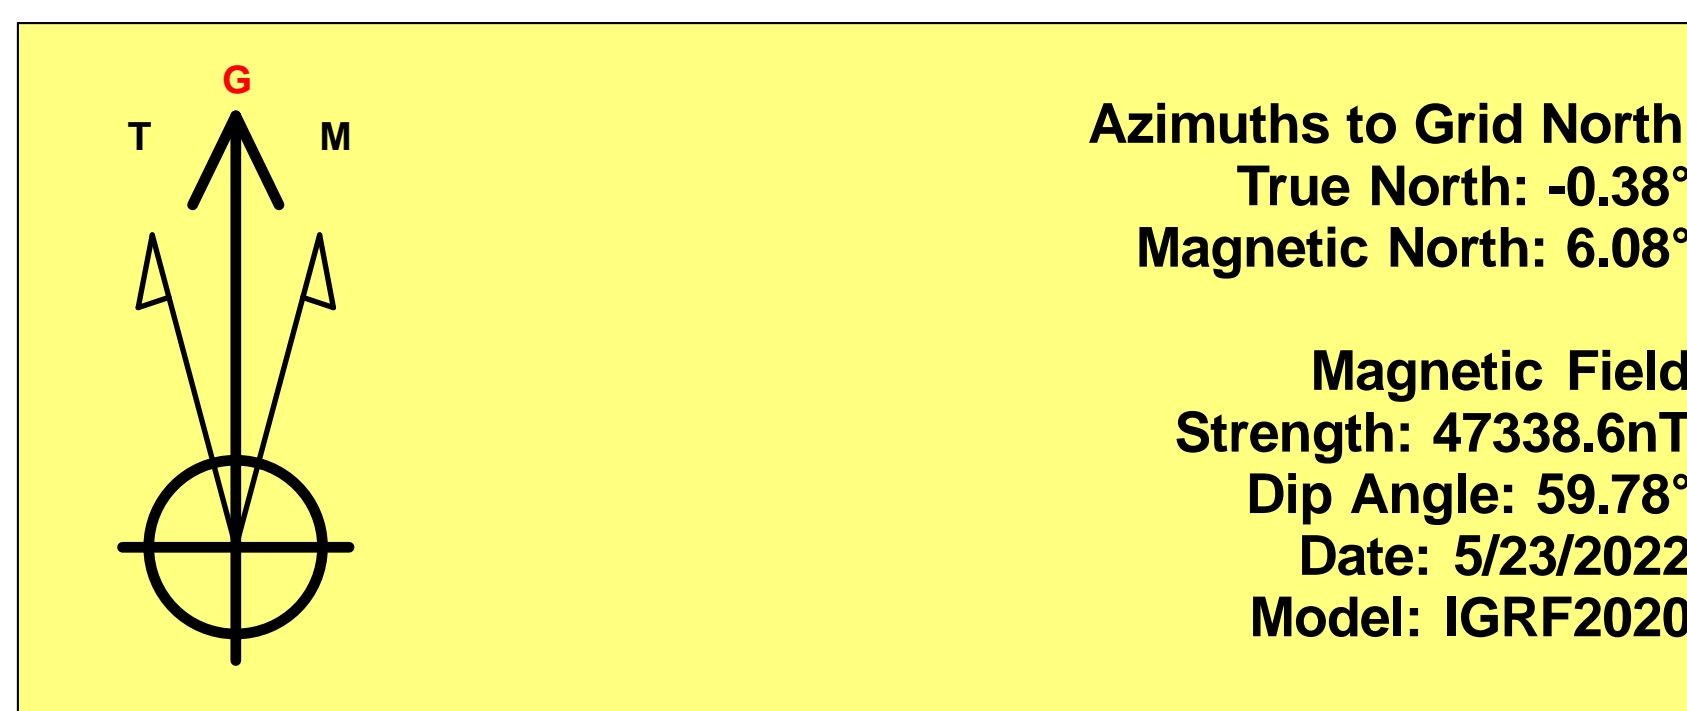 G
T M
Azimuths to Grid North
True North: -0.38°
Magnetic North: 6.08°
Magnetic Field
Strength: 47338.6nT
Dip Angle: 59.78°
Date: 5/23/2022
Model: IGRF2020